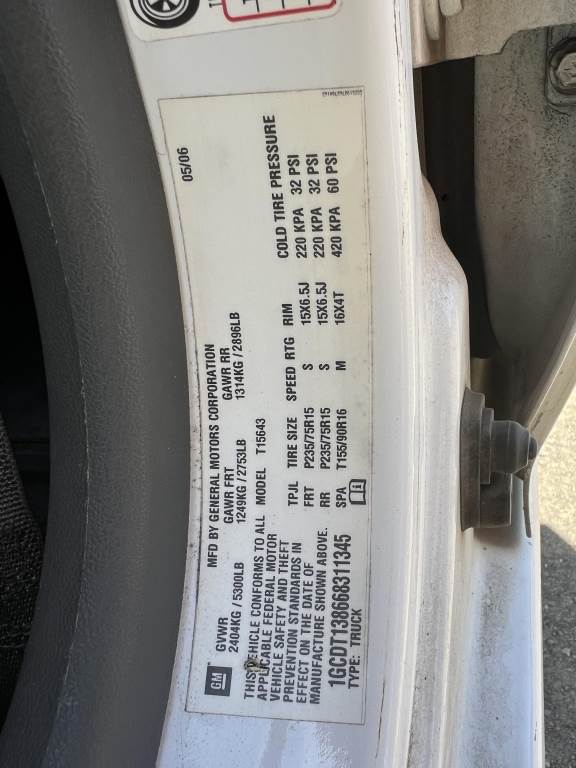 MFD BY GENERAL MOTORS CORPORATION
05/06
GM
GVWR
GAWR FRT
GAWR RR
2404KG/5300LB
1249KG/2753LB
1314KG/2896LB
THIS VEHICLE CONFORMS TO ALL
APPLICABLE FEDERAL MOTOR
VEHICLE SAFETY AND THEFT
PREVENTION STANDARDS IN
EFFECT ON THE DATE OF
MANUFACTURE SHOWN ABOVE.
1GCDT138668311345
TYPE: TRUCK
MODEL T15643
COLD TIRE PRESSURE
TPJL TIRE SIZE SPEED RTG RIM
FRT P235/75R15 S 15X6.5J 220 KPA 32 PSI
RR P235/75R15 S 15X6.5J 220 KPA 32 PSI
SPA T155/90R16 M 16X4T 420 KPA 60 PSI